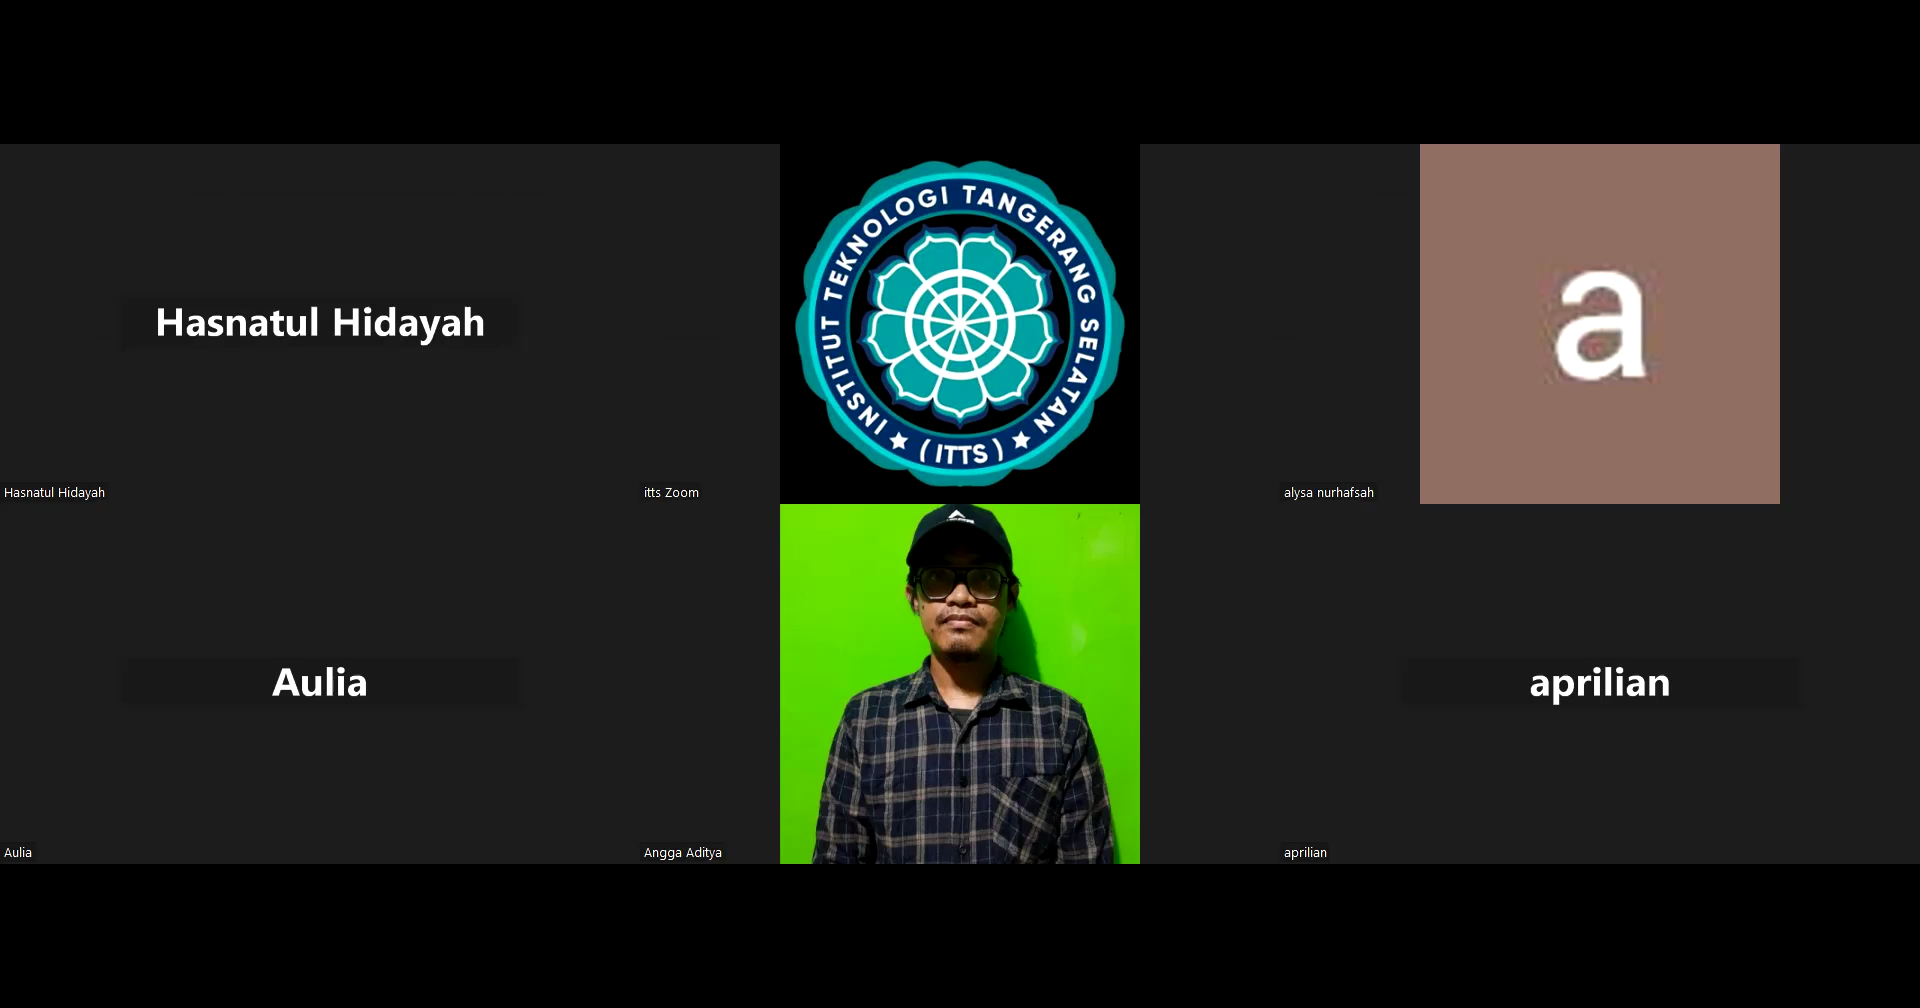 Hasnatul Hidayah
Hasnatul Hidayah
INSTITUT TEKNOLOGI TANGERANG SELATAN
( ITTS )
itts Zoom
a
alysa nurhafsah
Aulia
Aulia
Angga Aditya
aprilian
aprilian